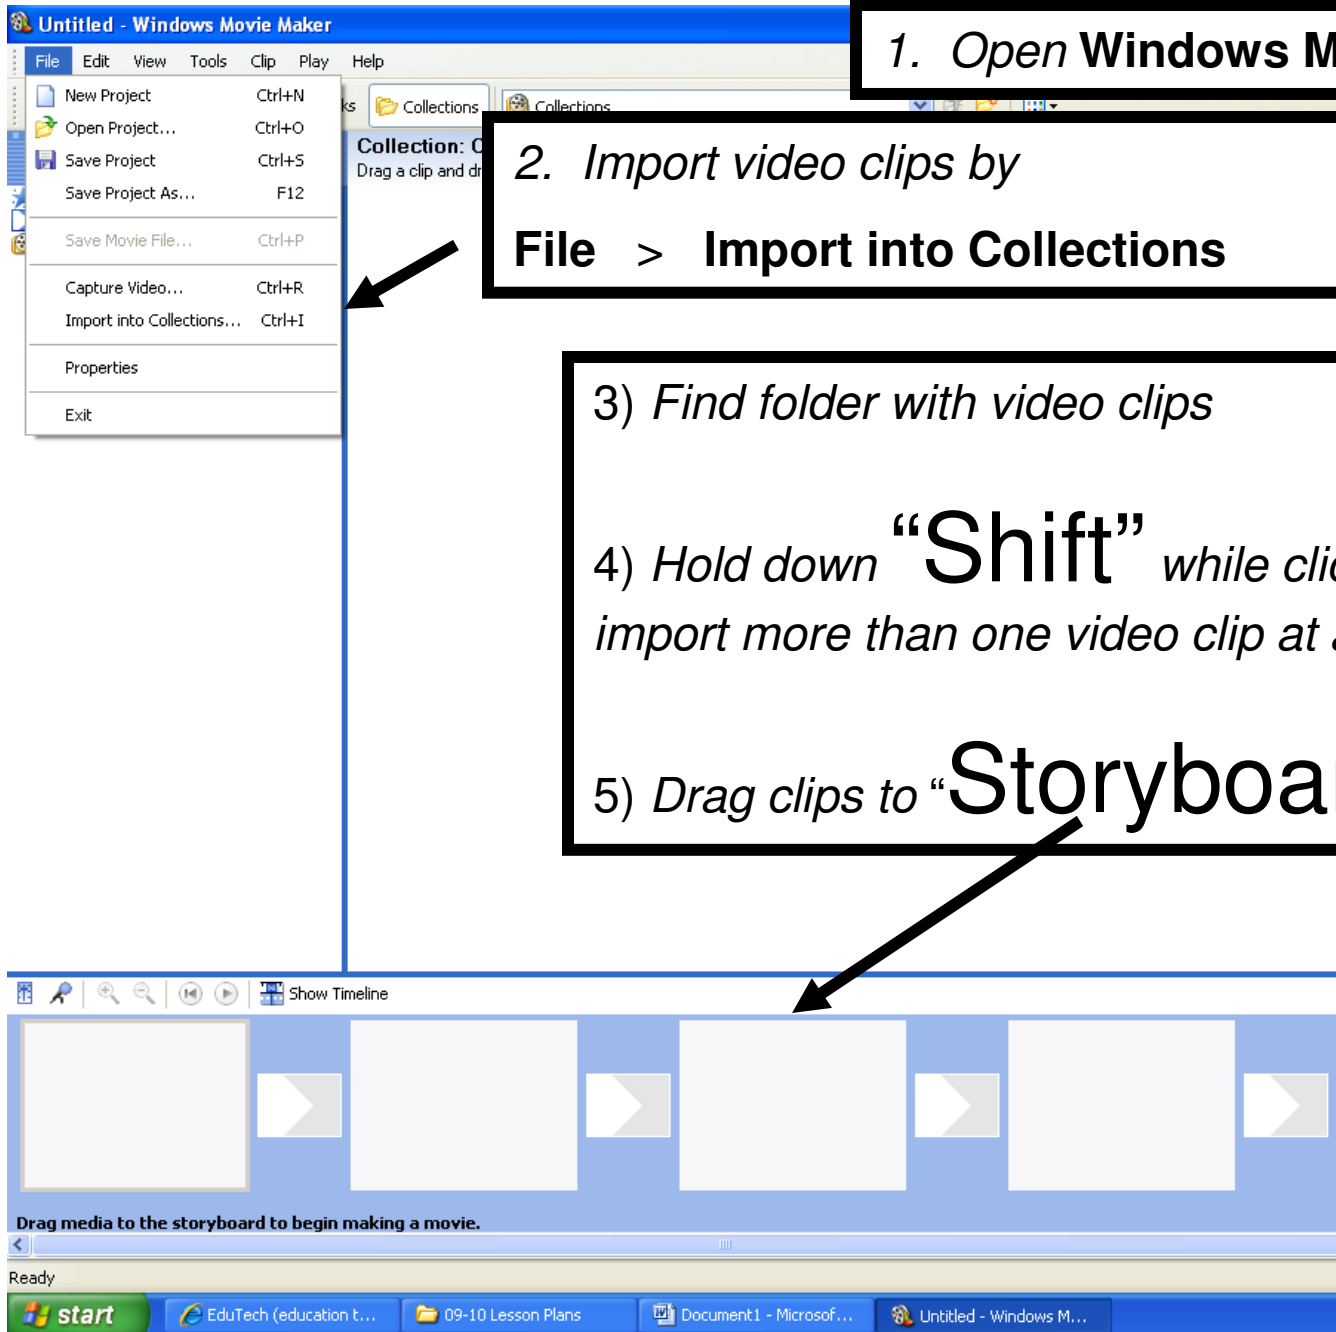 Untitled - Windows Movie Maker
File Edit View Tools Clip Play Help
New Project Ctrl+N
Open Project... Ctrl+O
Save Project Ctrl+S
Save Project As... F12
Save Movie File... Ctrl+P
Capture Video... Ctrl+R
Import into Collections... Ctrl+I
Properties
Exit
ks Collections Collections
Collection: C
Drag a clip and dr
1. Open Windows M
2. Import video clips by
File > Import into Collections
3) Find folder with video clips
4) Hold down “Shift” while clic
import more than one video clip at a
5) Drag clips to “Storyboar
Show Timeline
Drag media to the storyboard to begin making a movie.
Ready
start EduTech (education t... 09-10 Lesson Plans Document1 - Microsof... Untitled - Windows M...